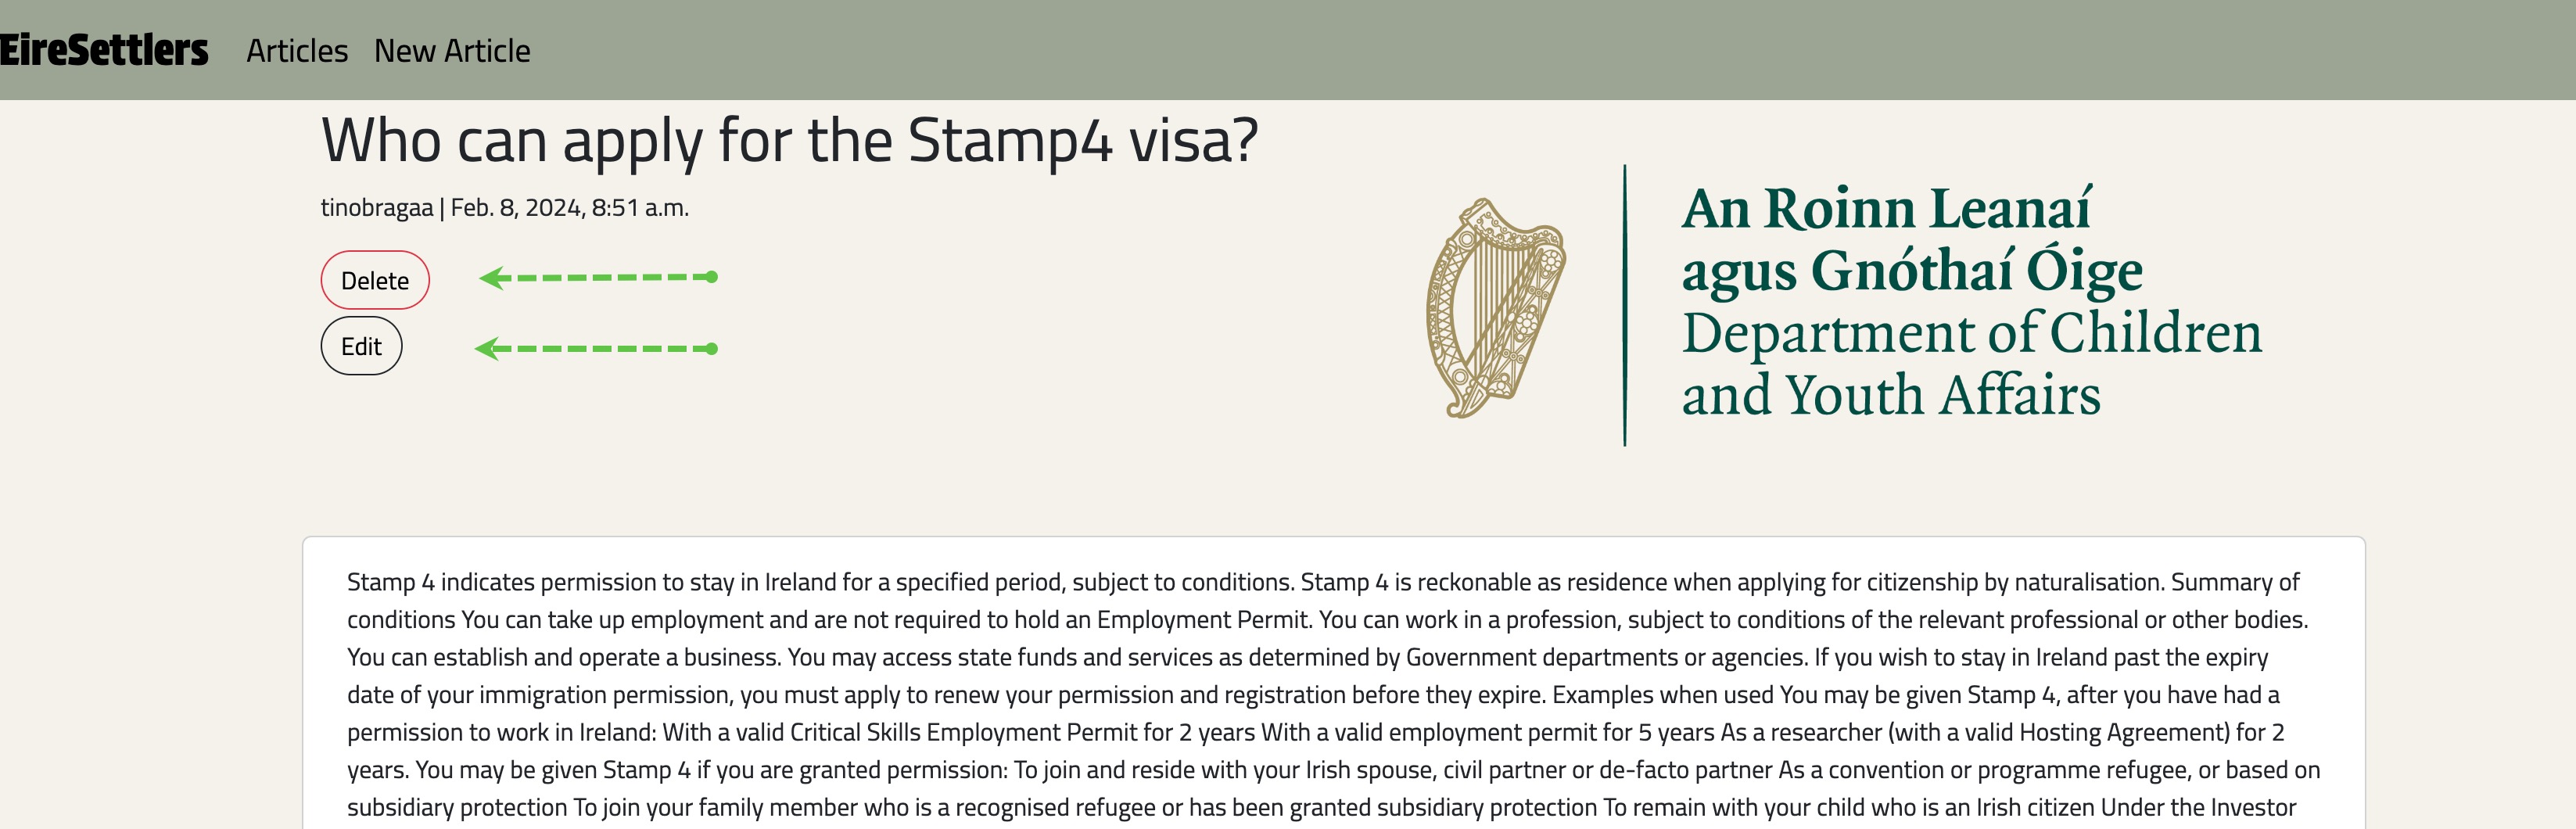 EireSettlers Articles New Article
Who can apply for the Stamp4 visa?
tinobragaa | Feb. 8, 2024, 8:51 a.m.
Delete
Edit
An Roinn Leanaí
agus Gnóthaí Óige
Department of Children
and Youth Affairs
Stamp 4 indicates permission to stay in Ireland for a specified period, subject to conditions. Stamp 4 is reckonable as residence when applying for citizenship by naturalisation. Summary of
conditions You can take up employment and are not required to hold an Employment Permit. You can work in a profession, subject to conditions of the relevant professional or other bodies.
You can establish and operate a business. You may access state funds and services as determined by Government departments or agencies. If you wish to stay in Ireland past the expiry
date of your immigration permission, you must apply to renew your permission and registration before they expire. Examples when used You may be given Stamp 4, after you have had a
permission to work in Ireland: With a valid Critical Skills Employment Permit for 2 years With a valid employment permit for 5 years As a researcher (with a valid Hosting Agreement) for 2
years. You may be given Stamp 4 if you are granted permission: To join and reside with your Irish spouse, civil partner or de-facto partner As a convention or programme refugee, or based on
subsidiary protection To join your family member who is a recognised refugee or has been granted subsidiary protection To remain with your child who is an Irish citizen Under the Investor